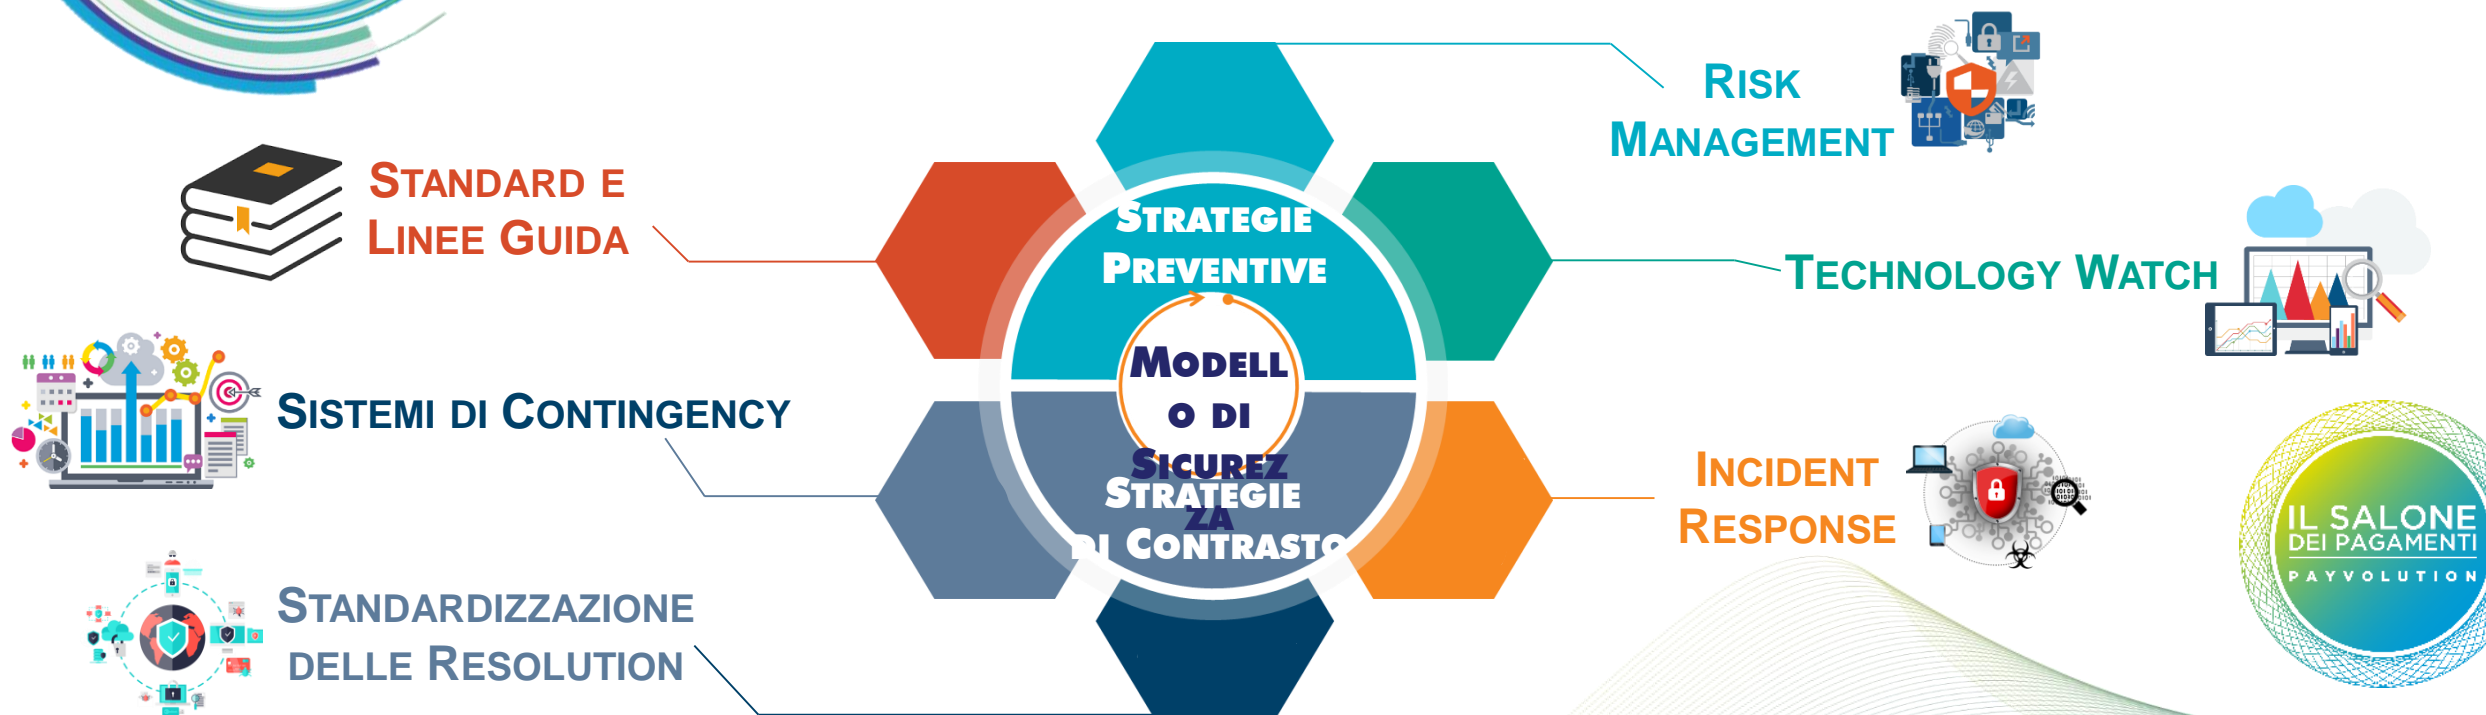 RISK
MANAGEMENT
STANDARD E
LINEE GUIDA
STRATEGIE
PREVENTIVE
TECHNOLOGY WATCH
MODELL
O DI
SICUREZ
ZA
SISTEMI DI CONTINGENCY
STRATEGIE
DI CONTRASTO
INCIDENT
RESPONSE
IL SALONE
DEI PAGAMENTI
PAYVOLUTION
STANDARDIZZAZIONE
DELLE RESOLUTION